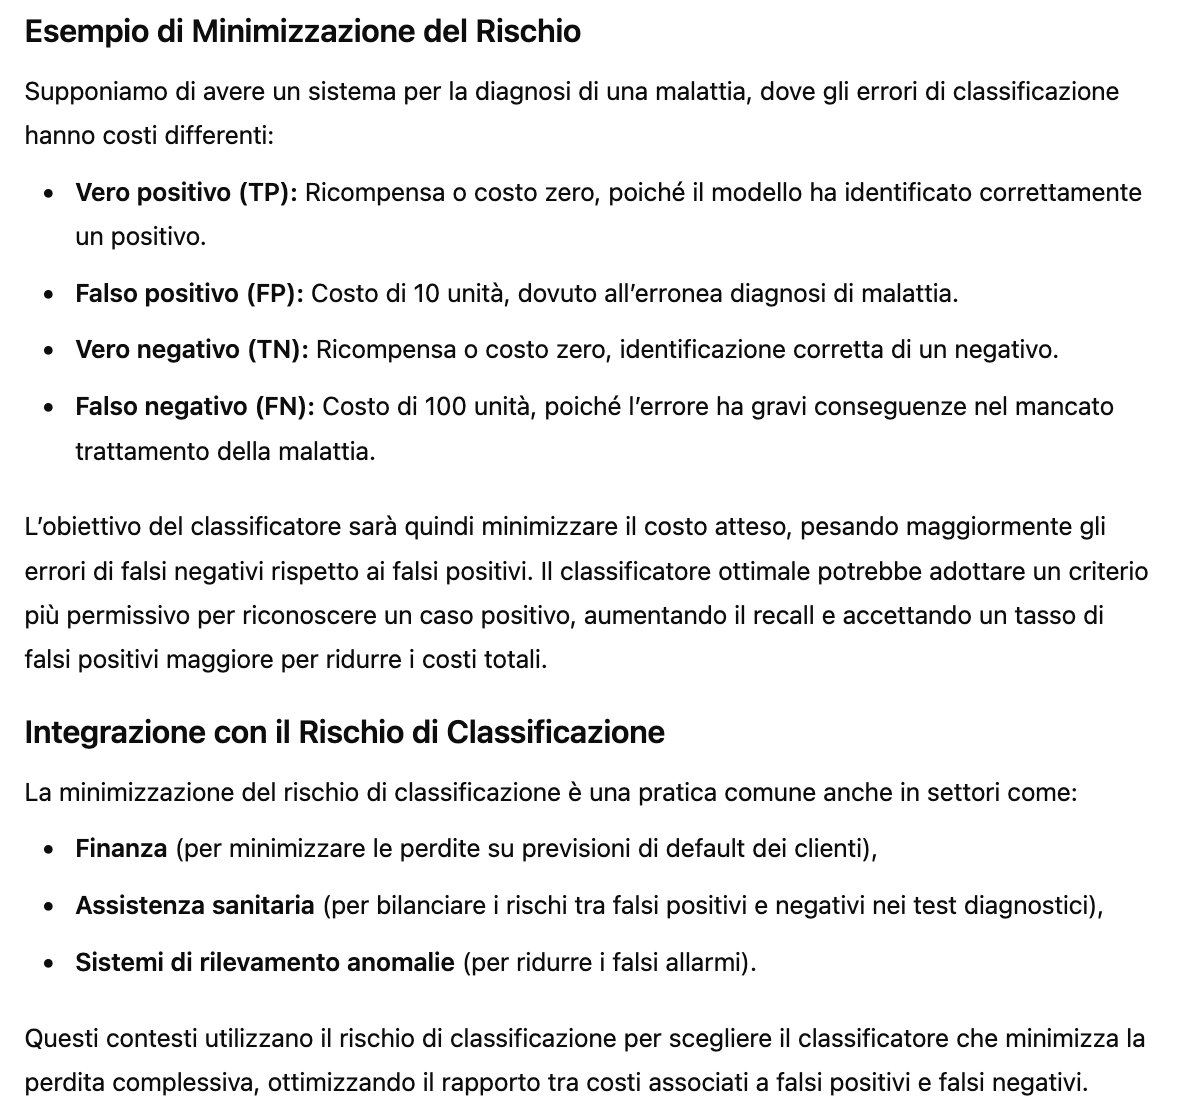 Esempio di Minimizzazione del Rischio
Supponiamo di avere un sistema per la diagnosi di una malattia, dove gli errori di classificazione
hanno costi differenti:
• Vero positivo (TP): Ricompensa o costo zero, poiché il modello ha identificato correttamente
un positivo.
• Falso positivo (FP): Costo di 10 unità, dovuto all’erronea diagnosi di malattia.
• Vero negativo (TN): Ricompensa o costo zero, identificazione corretta di un negativo.
• Falso negativo (FN): Costo di 100 unità, poiché l’errore ha gravi conseguenze nel mancato
trattamento della malattia.
L’obiettivo del classificatore sarà quindi minimizzare il costo atteso, pesando maggiormente gli
errori di falsi negativi rispetto ai falsi positivi. Il classificatore ottimale potrebbe adottare un criterio
più permissivo per riconoscere un caso positivo, aumentando il recall e accettando un tasso di
falsi positivi maggiore per ridurre i costi totali.
Integrazione con il Rischio di Classificazione
La minimizzazione del rischio di classificazione è una pratica comune anche in settori come:
• Finanza (per minimizzare le perdite su previsioni di default dei clienti),
• Assistenza sanitaria (per bilanciare i rischi tra falsi positivi e negativi nei test diagnostici),
• Sistemi di rilevamento anomalie (per ridurre i falsi allarmi).
Questi contesti utilizzano il rischio di classificazione per scegliere il classificatore che minimizza la
perdita complessiva, ottimizzando il rapporto tra costi associati a falsi positivi e falsi negativi.